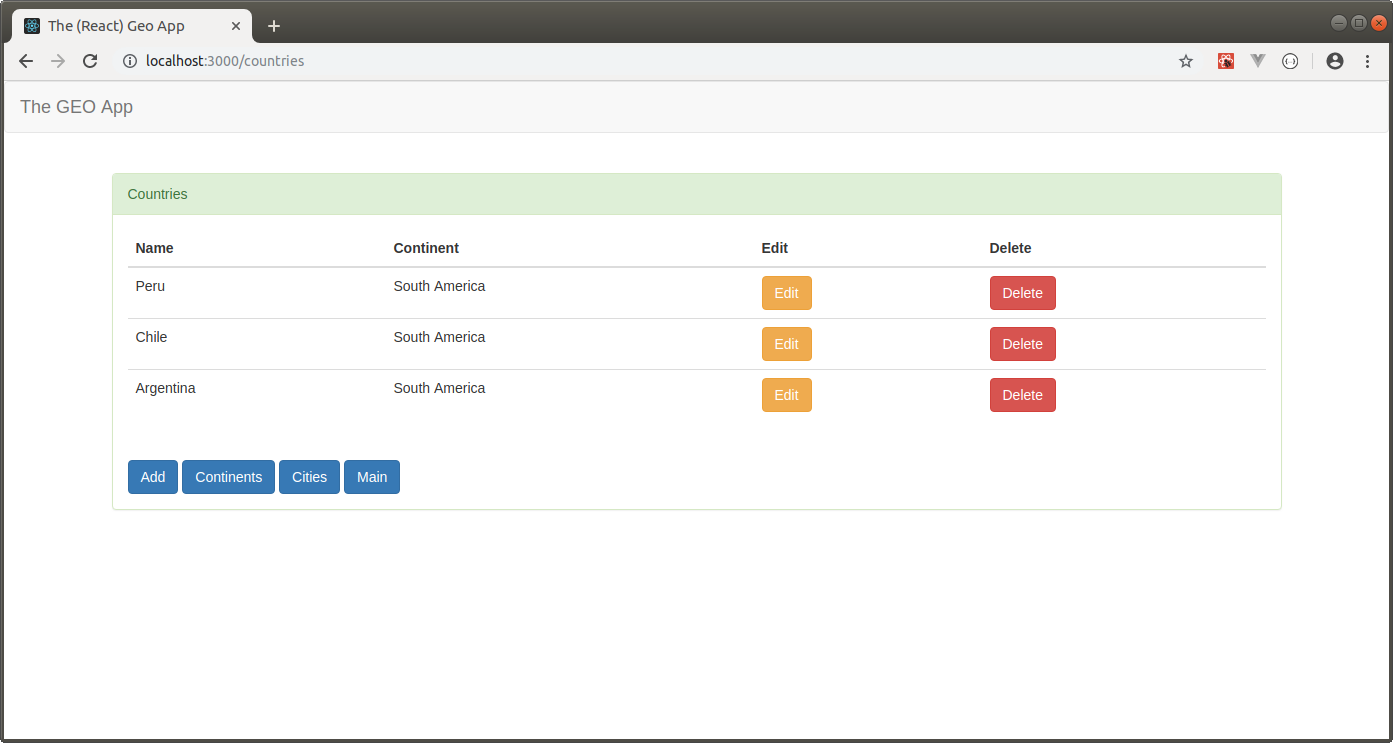 The (React) Geo App
localhost:3000/countries
The GEO App
Countries
Name Continent Edit Delete
Peru South America Edit Delete
Chile South America Edit Delete
Argentina South America Edit Delete
Add Continents Cities Main